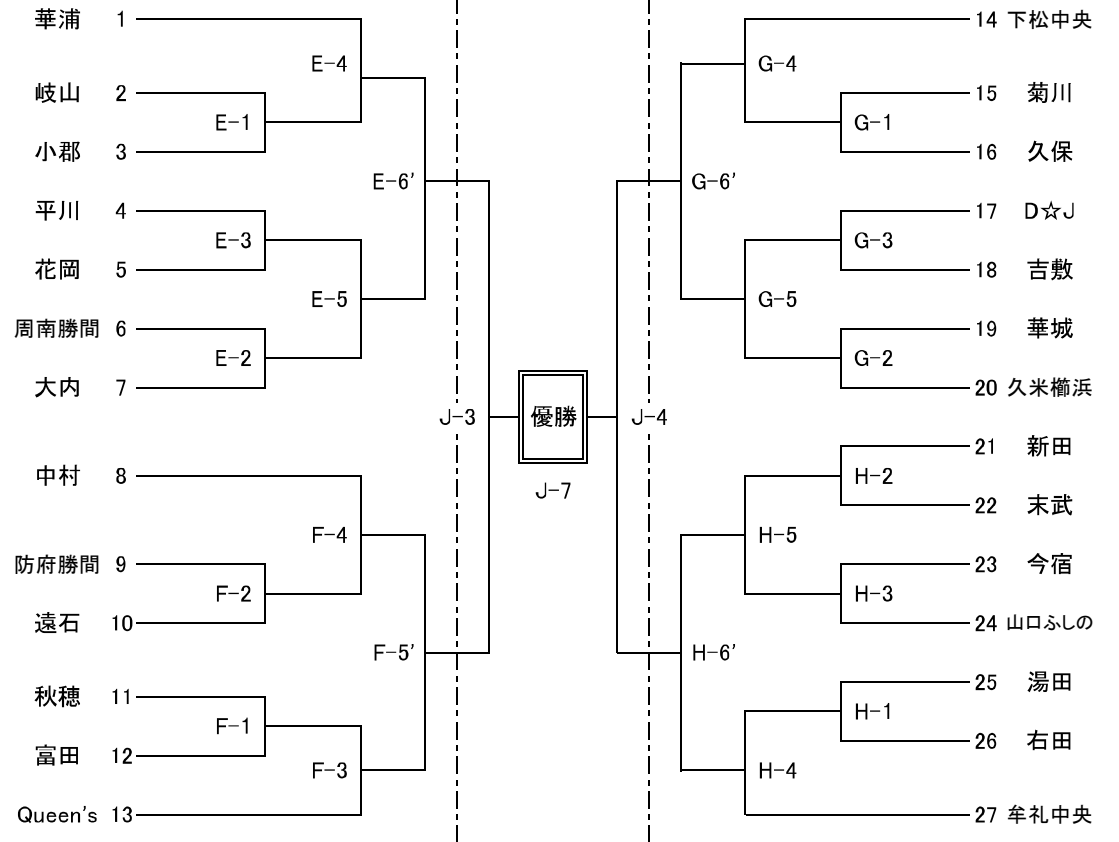 華浦 1
E-4
岐山 2
E-1
小郡 3
E-6'
平川 4
E-3
花岡 5
E-5
周南勝間 6
E-2
大内 7
J-3
中村 8
F-4
防府勝間 9
F-2
遠石 10
F-5'
秋穂 11
F-1
富田 12
F-3
Queen's 13
優勝
J-7
14 下松中央
G-4
15 菊川
G-1
16 久保
G-6'
17 D☆J
G-3
18 吉敷
G-5
19 華城
G-2
20 久米櫛浜
J-4
21 新田
H-2
22 末武
H-5
23 今宿
H-3
24 山口ふしの
H-6'
25 湯田
H-1
26 右田
H-4
27 牟礼中央